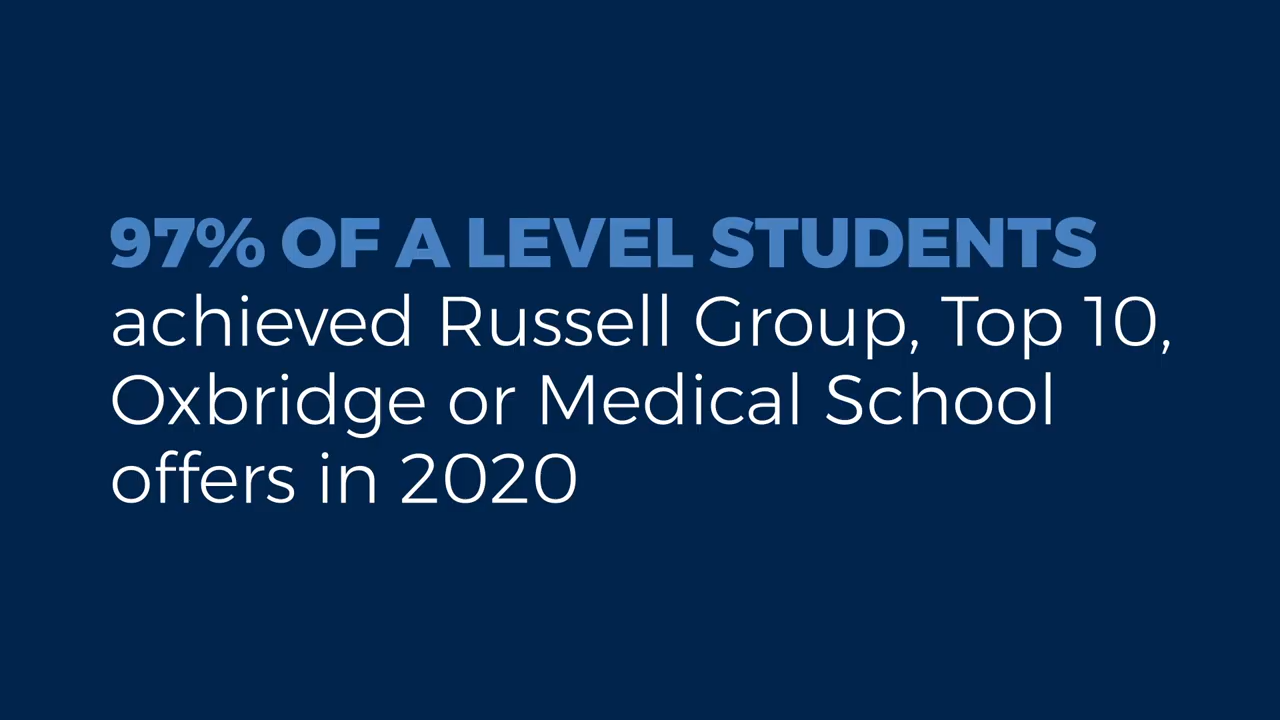 97% OF A LEVEL STUDENTS
achieved Russell Group, Top 10,
Oxbridge or Medical School
offers in 2020